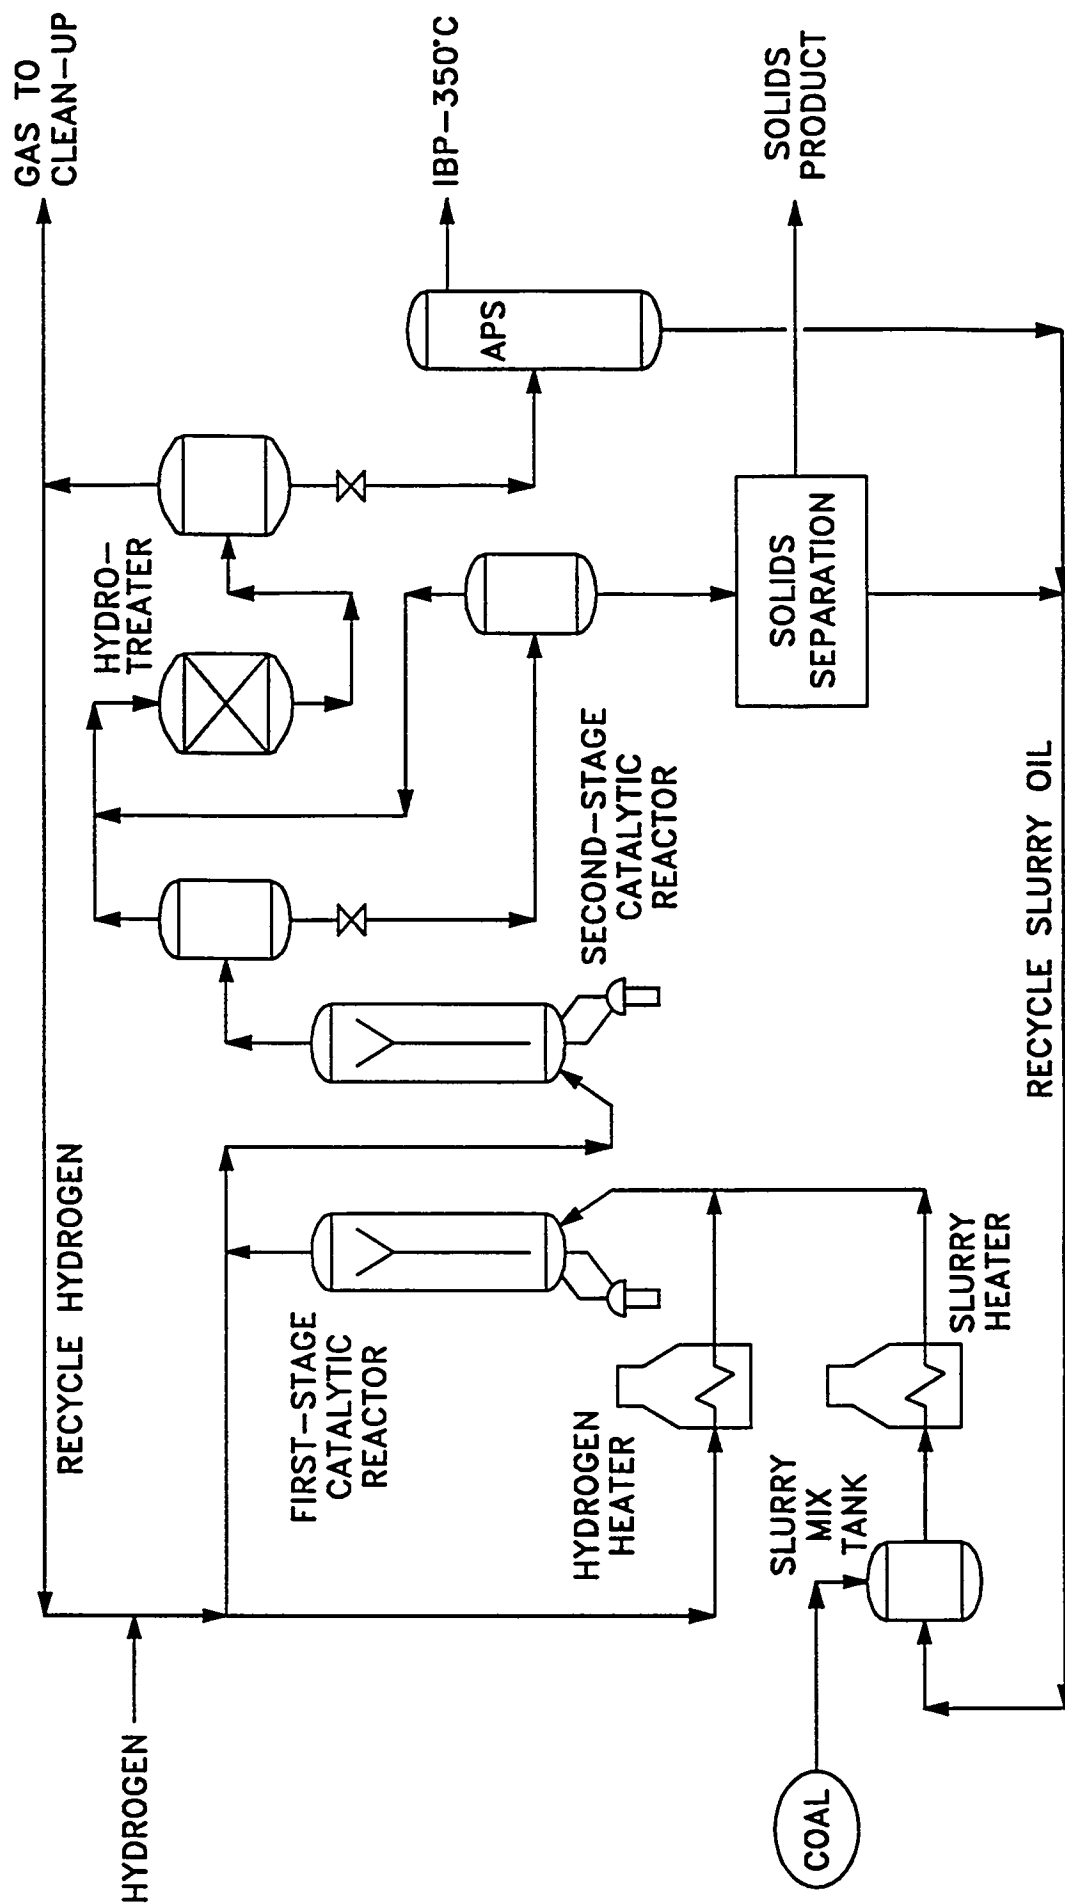 GAS TO
CLEAN-UP
RECYCLE HYDROGEN
HYDROGEN
HYDRO-
TREATER
IBP-350°C
APS
FIRST-STAGE
CATALYTIC
REACTOR
SECOND-STAGE
CATALYTIC
REACTOR
HYDROGEN
HEATER
SOLIDS
SEPARATION
SOLIDS
PRODUCT
SLURRY
MIX
TANK
COAL
SLURRY
HEATER
RECYCLE SLURRY OIL